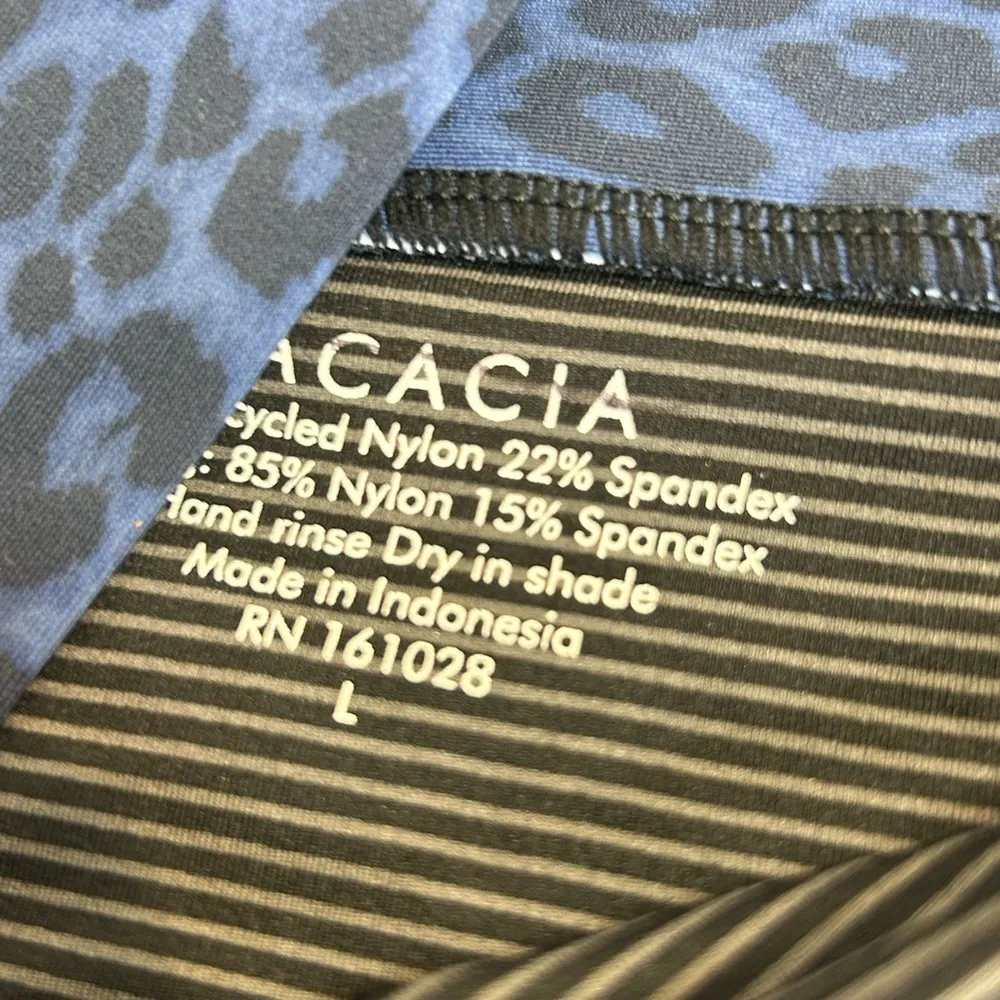 ACACIA
cycled Nylon 22% Spandex
: 85% Nylon 15% Spandex
Hand rinse Dry in shade
Made in Indonesia
RN 161028
L